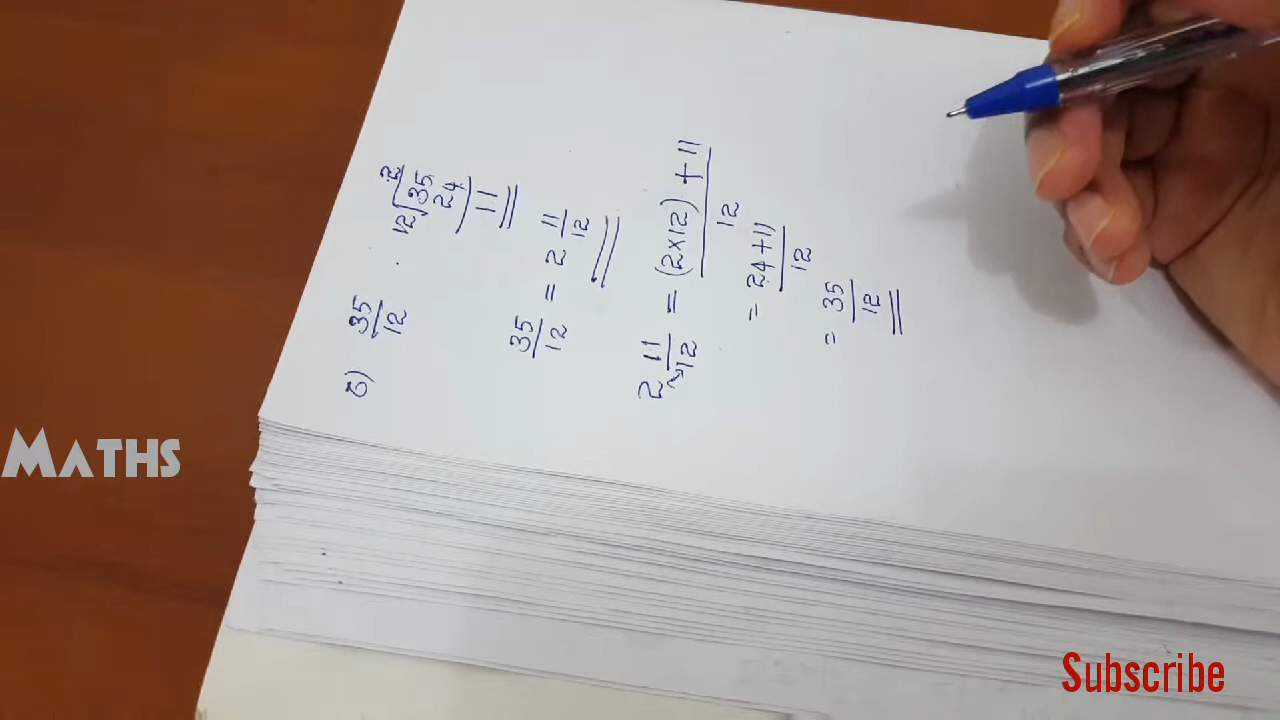 ठ) 35/12
2
12√35
24
11
35/12 = 2 11/12
2 11/12 = (2×12) + 11 / 12
= 24+11 / 12
= 35/12
MATHS
Subscribe